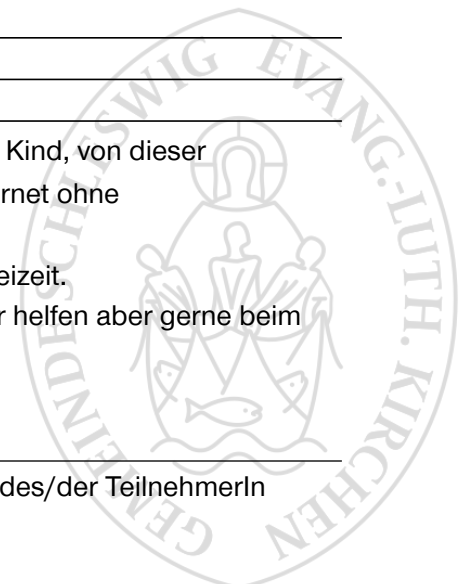 Kind, von dieser
rnet ohne
eizeit.
r helfen aber gerne beim
des/der TeilnehmerIn
EVANG.-LUTH. KIRCHEN GEMEINDE SCHLESWIG